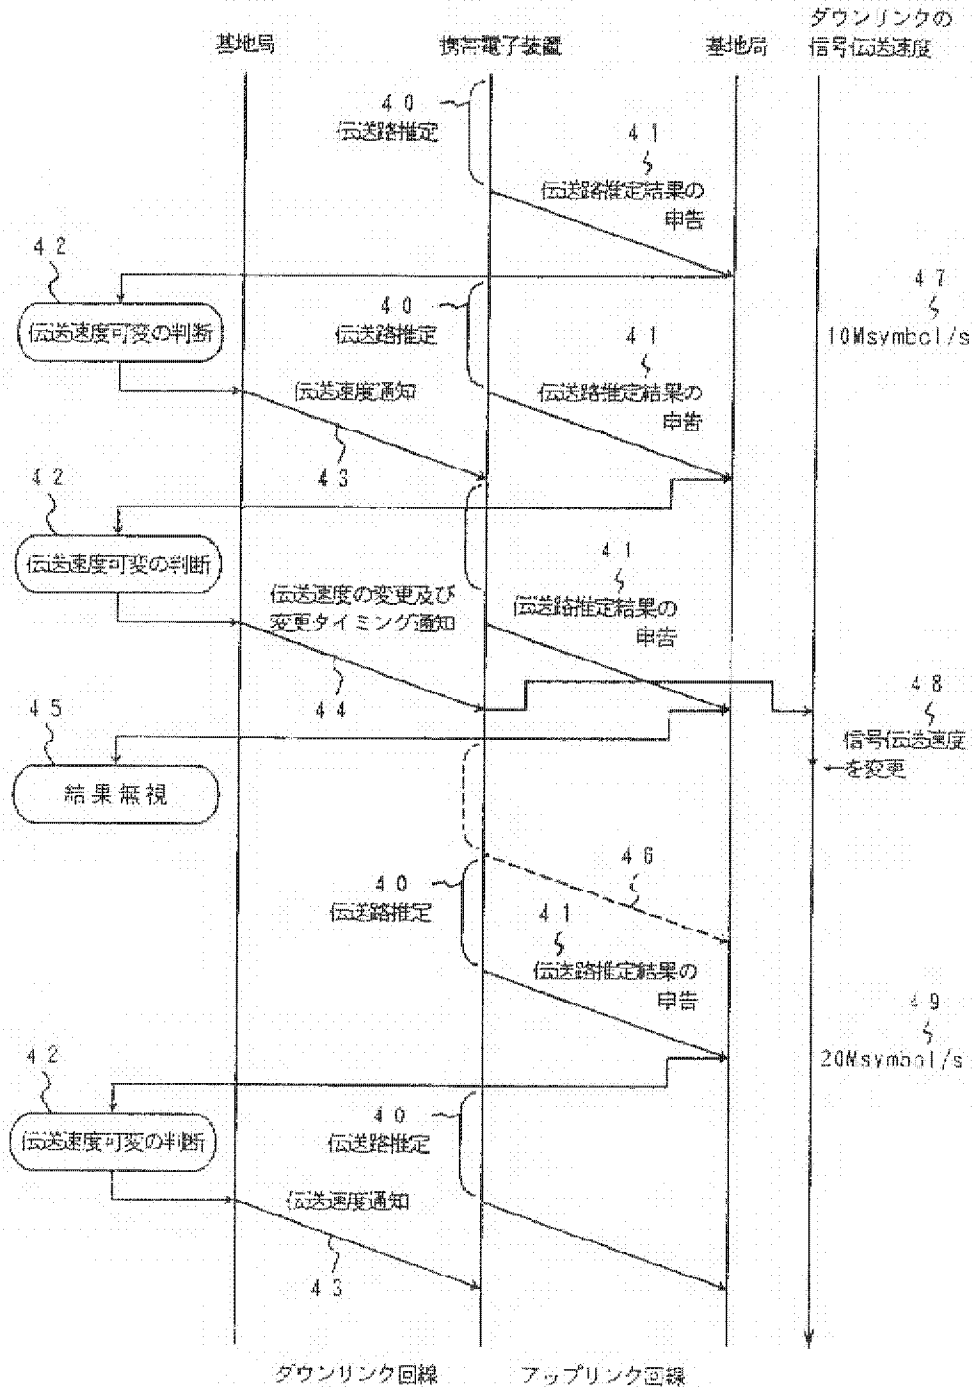 ダウンリンクの
基地局
携帯電子装置
基地局
信号伝送速度
40
伝送路推定
41
伝送路推定結果の
申告
42
伝送速度可変の判断
40
伝送路推定
41
伝送路推定結果の
申告
47
10Msymbol/s
伝送速度通知
43
42
伝送速度可変の判断
41
伝送路推定結果の
申告
伝送速度の変更及び
変更タイミング通知
44
45
結果無視
48
信号伝送速度
を変更
46
40
伝送路推定
41
伝送路推定結果の
申告
49
20Msymbol/s
42
伝送速度可変の判断
40
伝送路推定
伝送速度通知
43
ダウンリンク回線
アップリンク回線